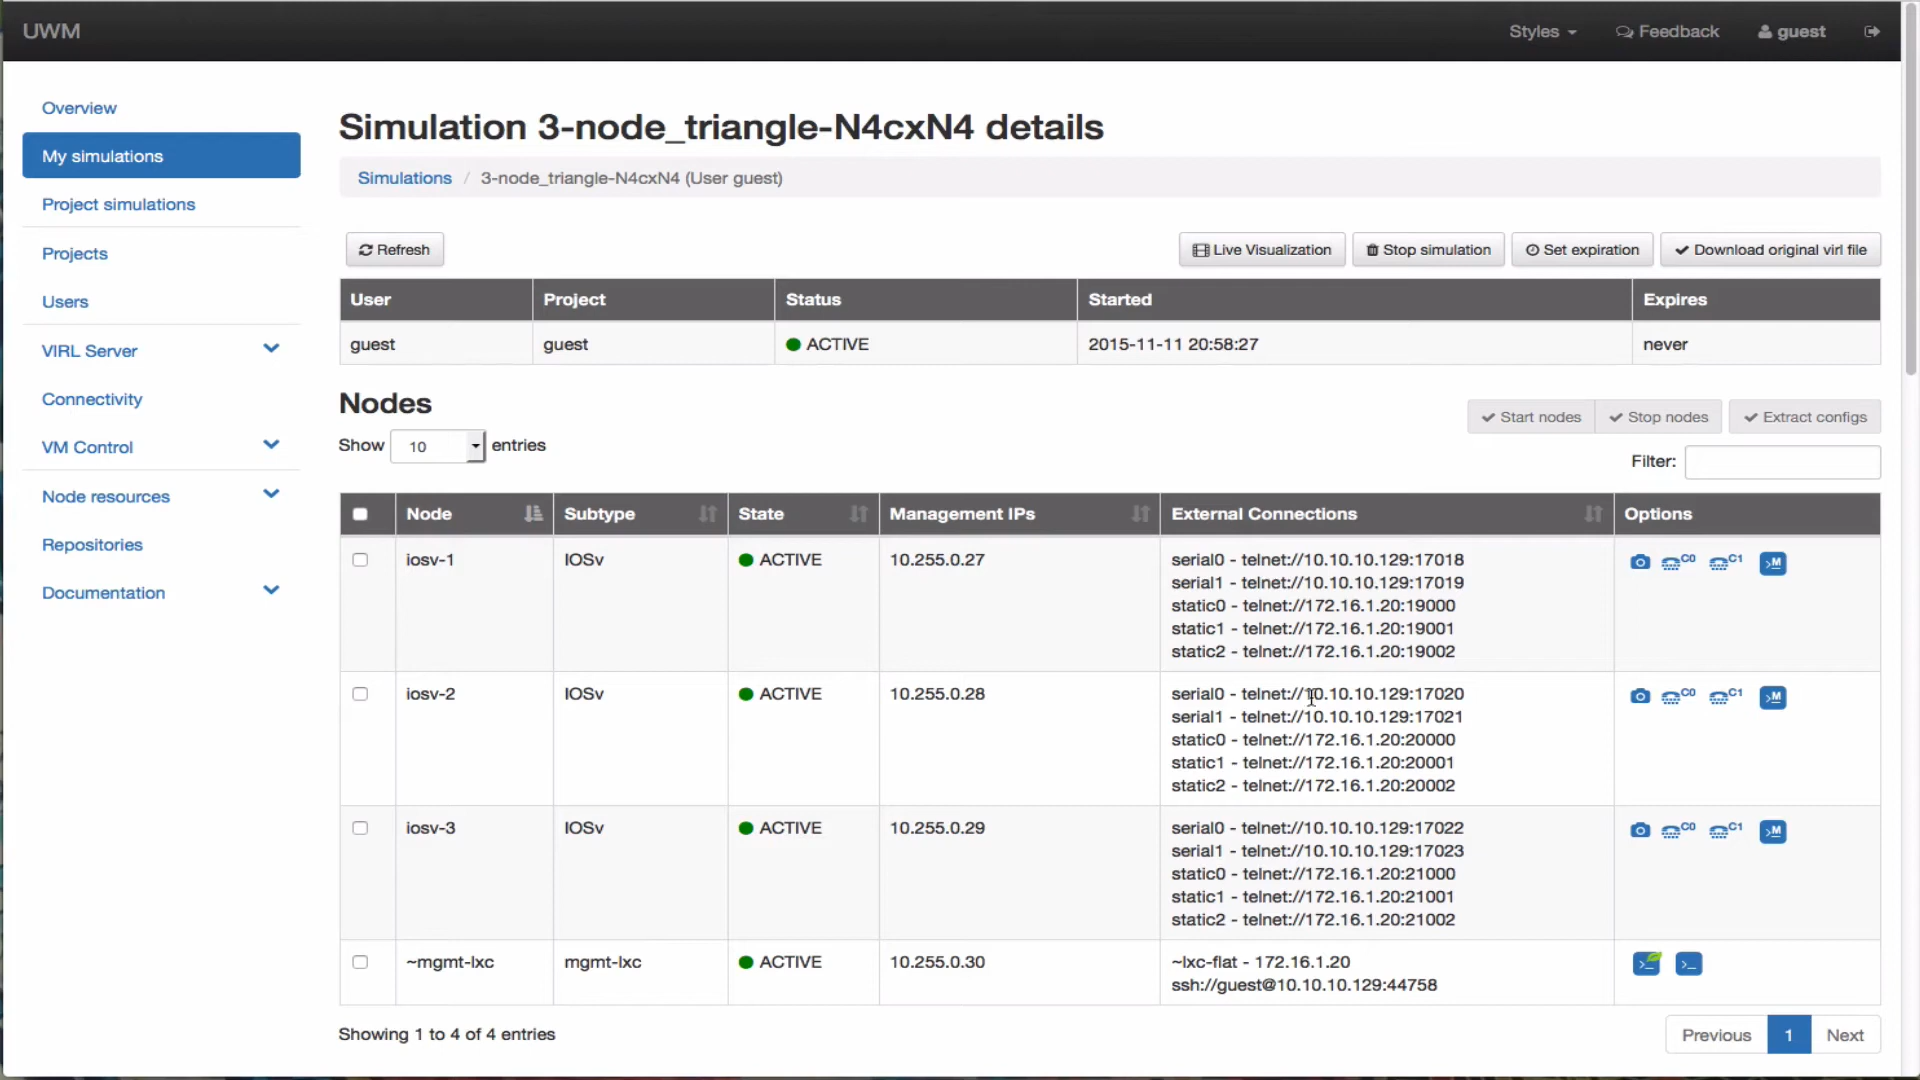 UWM
Styles
Feedback
guest
Overview
My simulations
Project simulations
Projects
Users
VIRL Server
Connectivity
VM Control
Node resources
Repositories
Documentation
Simulation 3-node_triangle-N4cxN4 details
Simulations / 3-node_triangle-N4cxN4 (User guest)
Refresh
Live Visualization
Stop simulation
Set expiration
Download original virl file
User Project Status Started Expires
guest guest ACTIVE 2015-11-11 20:58:27 never
Nodes
Start nodes
Stop nodes
Extract configs
Show 10 entries
Filter:
Node Subtype State Management IPs External Connections Options
iosv-1 IOSv ACTIVE 10.255.0.27 serial0 - telnet://10.10.10.129:17018 C0 C1 >M
serial1 - telnet://10.10.10.129:17019
static0 - telnet://172.16.1.20:19000
static1 - telnet://172.16.1.20:19001
static2 - telnet://172.16.1.20:19002
iosv-2 IOSv ACTIVE 10.255.0.28 serial0 - telnet://10.10.10.129:17020 C0 C1 >M
serial1 - telnet://10.10.10.129:17021
static0 - telnet://172.16.1.20:20000
static1 - telnet://172.16.1.20:20001
static2 - telnet://172.16.1.20:20002
iosv-3 IOSv ACTIVE 10.255.0.29 serial0 - telnet://10.10.10.129:17022 C0 C1 >M
serial1 - telnet://10.10.10.129:17023
static0 - telnet://172.16.1.20:21000
static1 - telnet://172.16.1.20:21001
static2 - telnet://172.16.1.20:21002
~mgmt-lxc mgmt-lxc ACTIVE 10.255.0.30 ~lxc-flat - 172.16.1.20 >_ >_
ssh://guest@10.10.10.129:44758
Showing 1 to 4 of 4 entries
Previous 1 Next